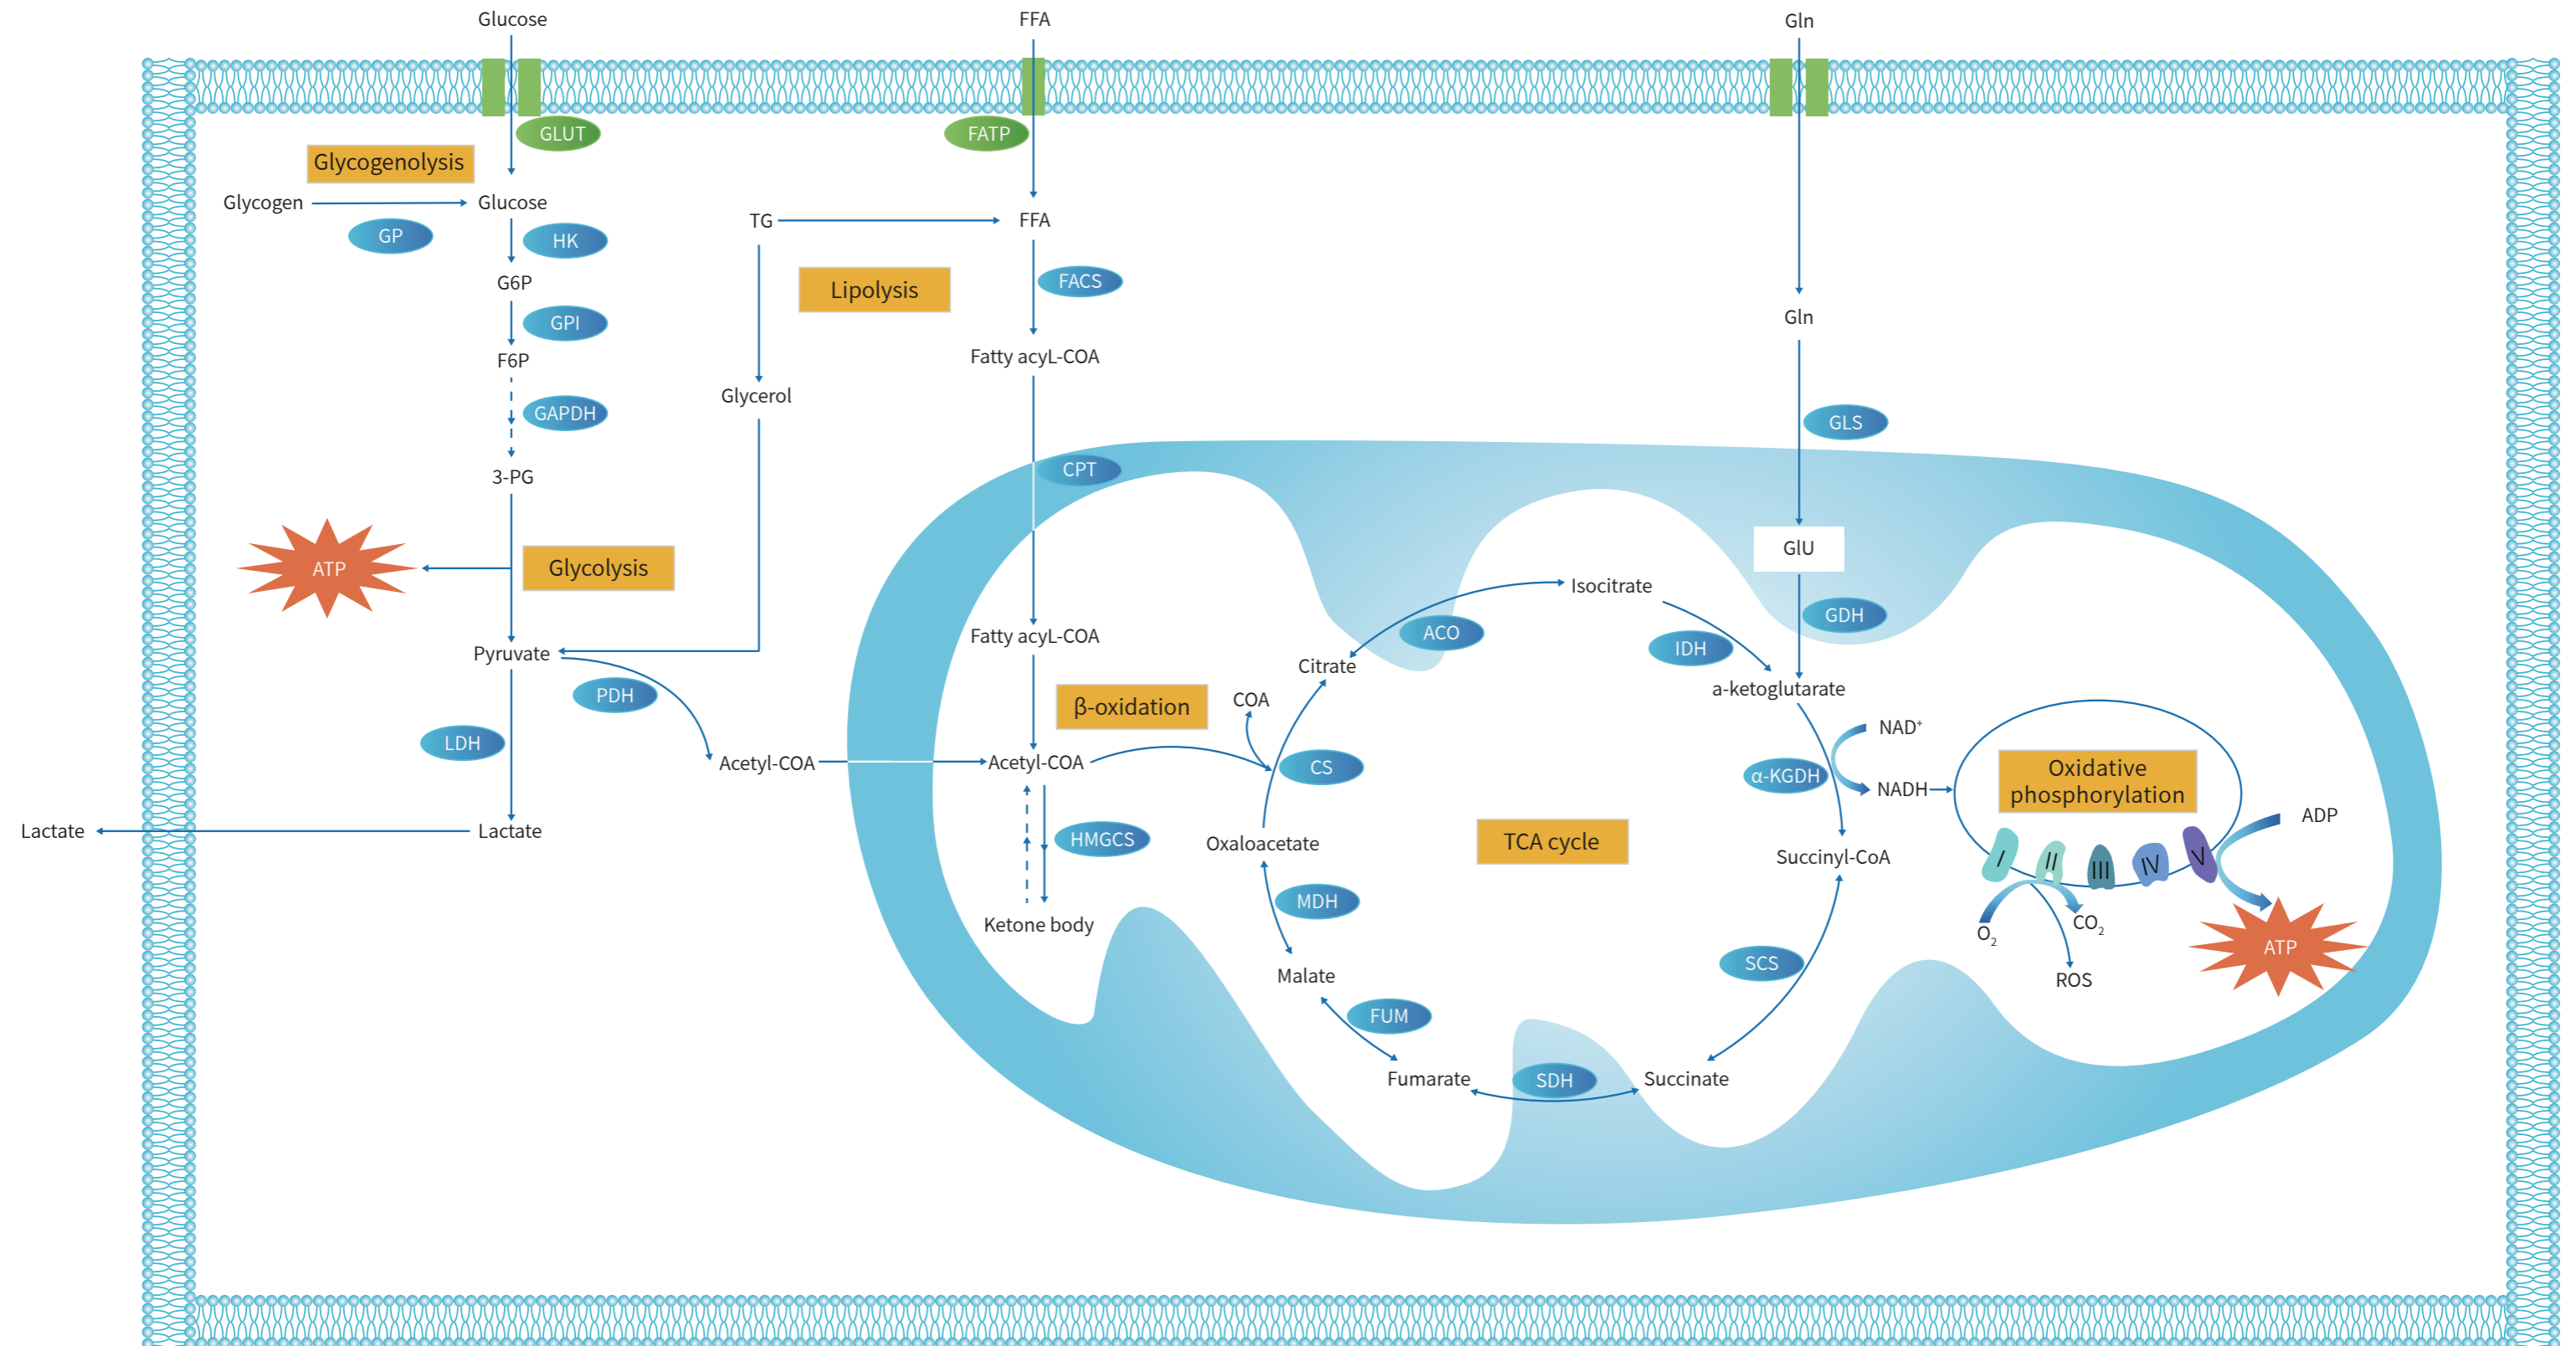 Glucose
FFA
Gln
GLUT
FATP
Glycogenolysis
Glycogen
Glucose
GP
HK
TG
FFA
G6P
FACS
Lipolysis
GPI
Gln
F6P
Fatty acyL-COA
Glycerol
GAPDH
GLS
CPT
3-PG
GlU
ATP
Glycolysis
Isocitrate
GDH
ACO
Fatty acyL-COA
IDH
Pyruvate
Citrate
PDH
a-ketoglutarate
COA
β-oxidation
NAD⁺
LDH
Acetyl-COA
Acetyl-COA
CS
α-KGDH
NADH
Oxidative
phosphorylation
ADP
Lactate
Lactate
HMGCS
Oxaloacetate
TCA cycle
Succinyl-CoA
I
II
III
IV
V
MDH
Ketone body
O₂
CO₂
ATP
SCS
Malate
ROS
FUM
Fumarate
SDH
Succinate